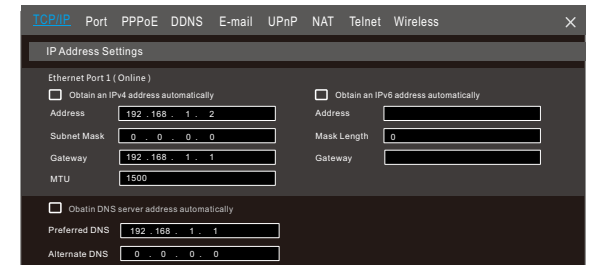 TCP/IP Port PPPoE DDNS E-mail UPnP NAT Telnet Wireless
IP Address Settings
Ethernet Port 1 ( Online )
Obtain an IPv4 address automatically
Address 192 . 168 . 1 . 2
Subnet Mask 0 . 0 . 0 . 0
Gateway 192 . 168 . 1 . 1
MTU 1500
Obtain an IPv6 address automatically
Address
Mask Length 0
Gateway
Obatin DNS server address automatically
Preferred DNS 192 . 168 . 1 . 1
Alternate DNS 0 . 0 . 0 . 0